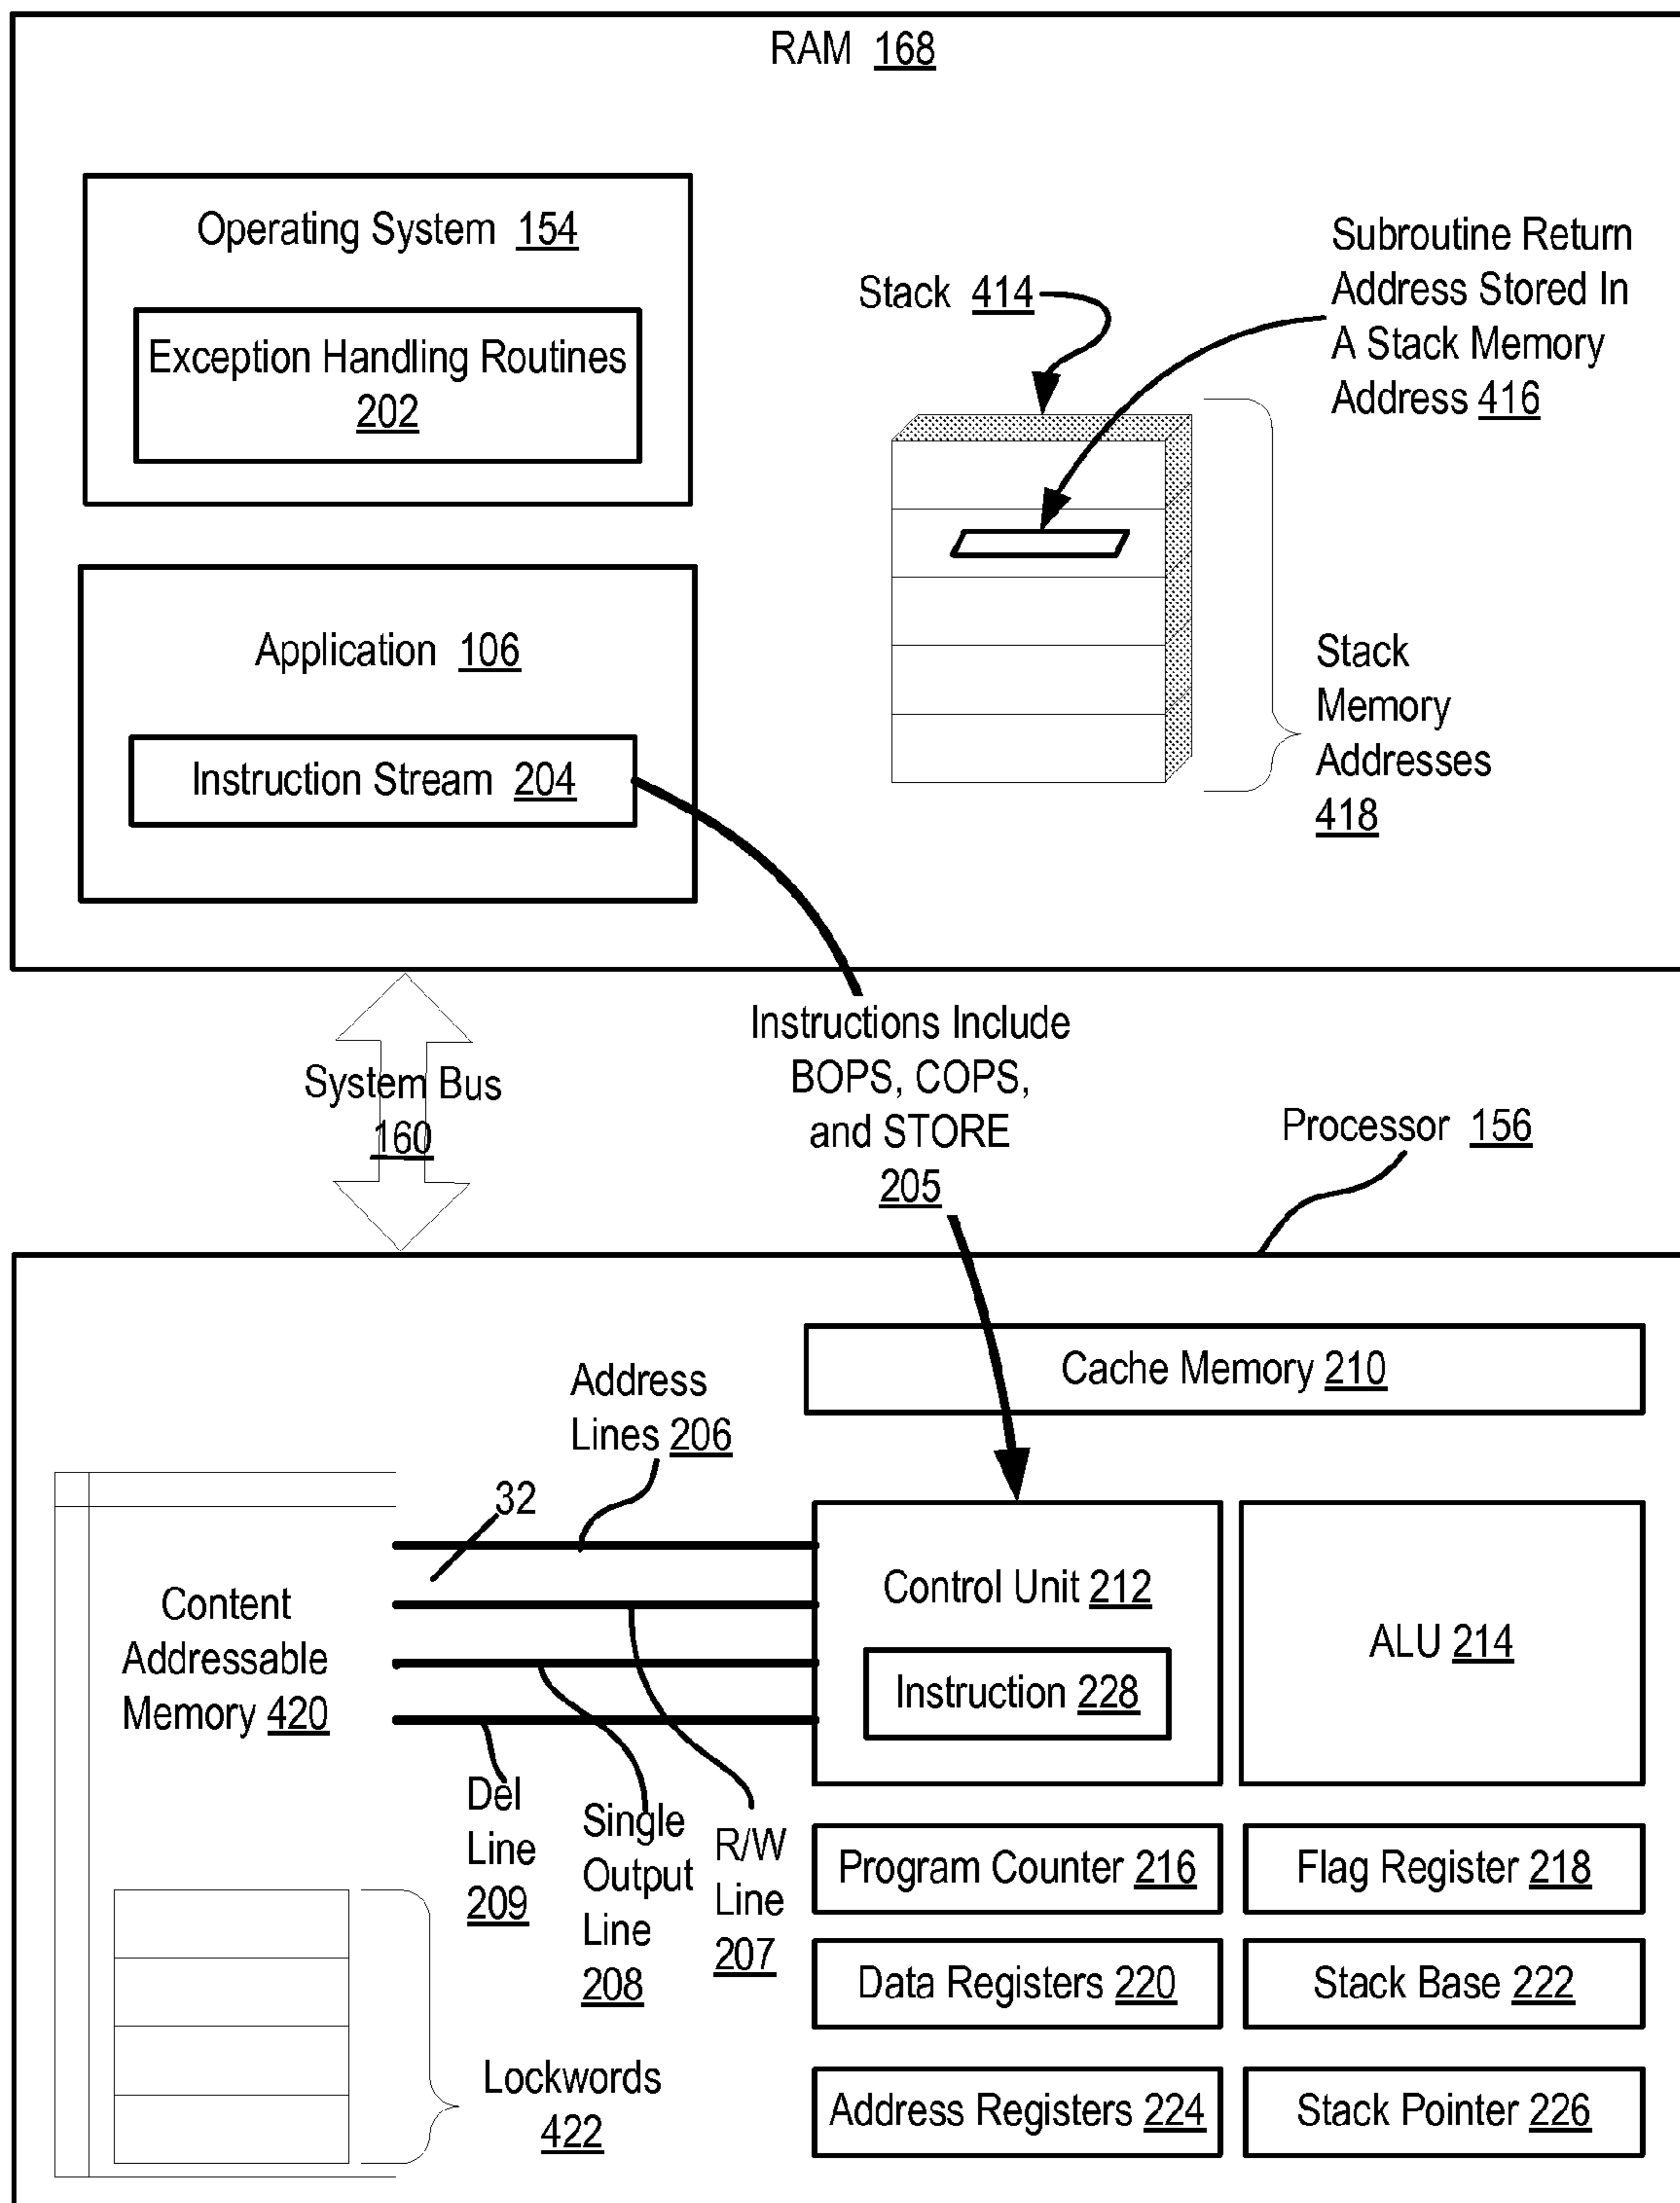 RAM 168
Operating System 154
Exception Handling Routines
202
Stack 414
Subroutine Return
Address Stored In
A Stack Memory
Address 416
Application 106
Instruction Stream 204
Stack
Memory
Addresses
418
System Bus
160
Instructions Include
BOPS, COPS,
and STORE
205
Processor 156
Cache Memory 210
Address
Lines 206
32
Content
Addressable
Memory 420
Control Unit 212
Instruction 228
ALU 214
Del
Line
209
Single
Output
Line
208
R/W
Line
207
Program Counter 216
Flag Register 218
Data Registers 220
Stack Base 222
Lockwords
422
Address Registers 224
Stack Pointer 226